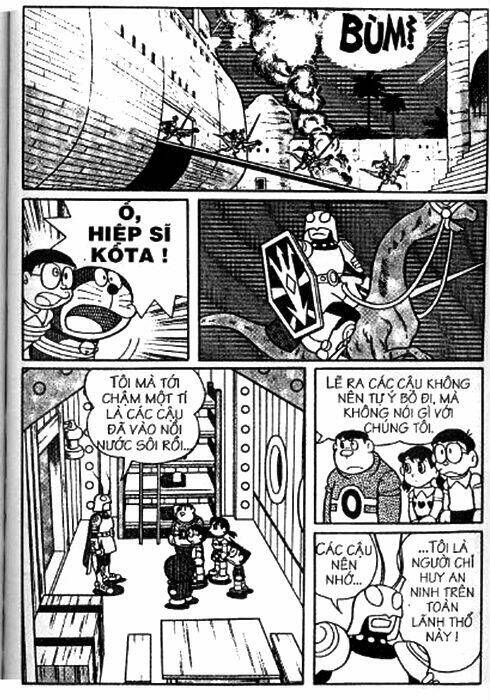 BÙM!
Ố,
HIỆP SĨ
KÔTA !
TÔI MÀ TỚI
CHẬM MỘT TÍ
LÀ CÁC CẬU
ĐÃ VÀO NỒI
NƯỚC SÔI RỒI...
LẼ RA CÁC CẬU KHÔNG
NÊN TỰ Ý BỎ ĐI, MÀ
KHÔNG NÓI GÌ VỚI
CHÚNG TÔI.
CÁC CẬU
NÊN
NHỚ...
...TÔI LÀ
NGƯỜI CHỈ
HUY AN
NINH TRÊN
TOÀN
LÃNH THỔ
NÀY !